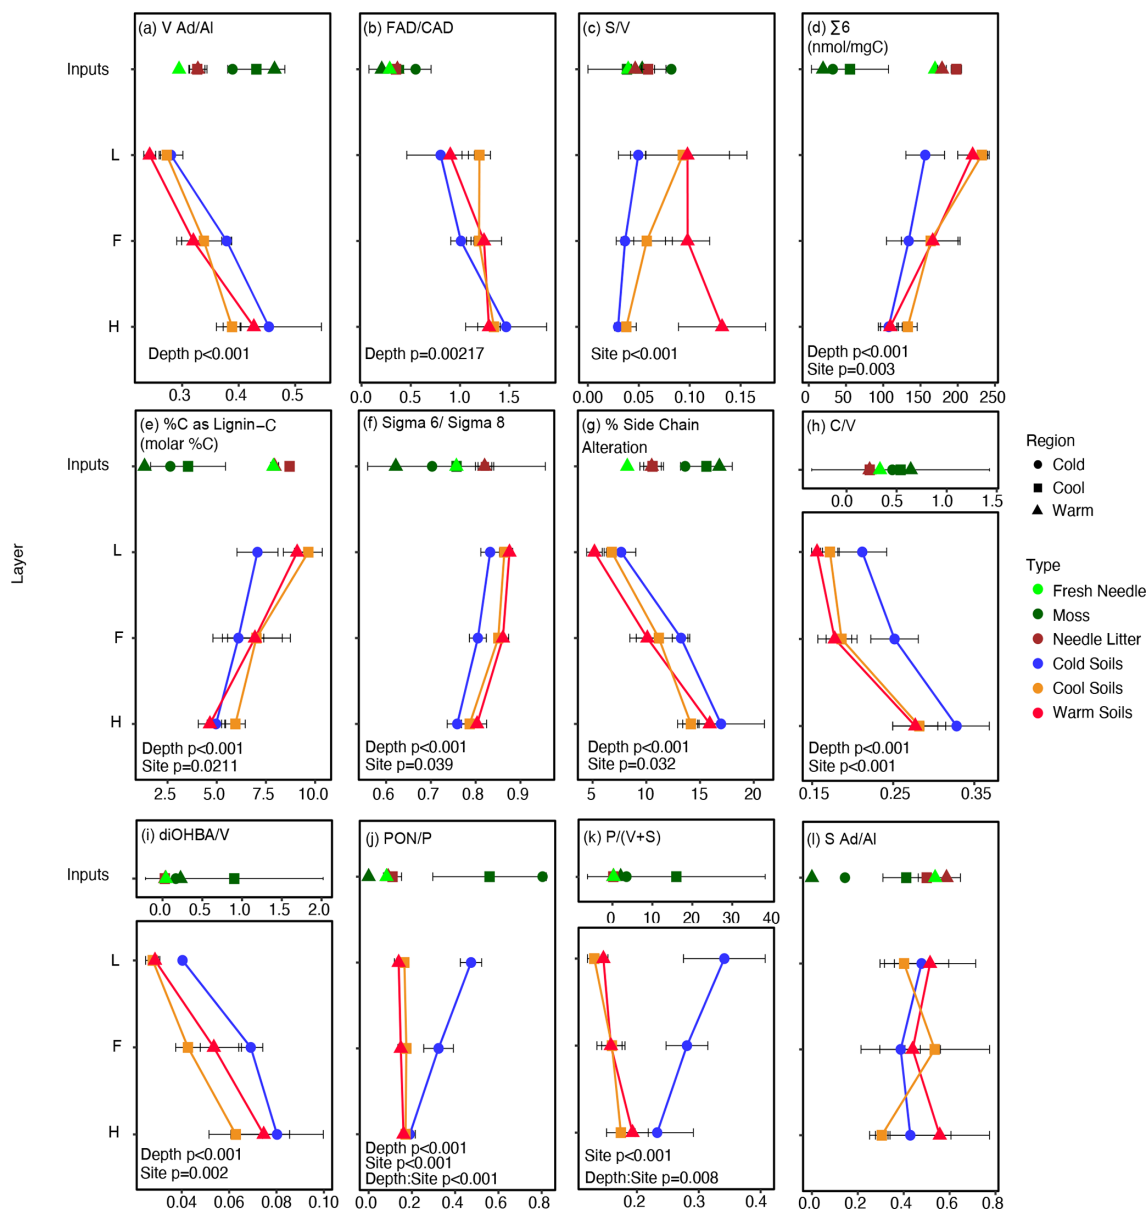 (a) V Ad/Al
(b) FAD/CAD
(c) S/V
(d) ∑6
(nmol/mgC)
Inputs
L
F
H
Depth p<0.001
Depth p=0.00217
Site p<0.001
Depth p<0.001
Site p=0.003
0.3 0.4 0.5
0.0 0.5 1.0 1.5
0.00 0.05 0.10 0.15
0 50 100 150 200 250
(e) %C as Lignin–C
(molar %C)
(f) Sigma 6/ Sigma 8
(g) % Side Chain
Alteration
(h) C/V
Inputs
0.0 0.5 1.0 1.5
L
F
H
Depth p<0.001
Site p=0.0211
Depth p<0.001
Site p=0.039
Depth p<0.001
Site p=0.032
Depth p<0.001
Site p<0.001
2.5 5.0 7.5 10.0
0.6 0.7 0.8 0.9
5 10 15 20
0.15 0.25 0.35
Layer
Region
Cold
Cool
Warm
Type
Fresh Needle
Moss
Needle Litter
Cold Soils
Cool Soils
Warm Soils
(i) diOHBA/V
(j) PON/P
(k) P/(V+S)
(l) S Ad/Al
Inputs
0.0 0.5 1.0 1.5 2.0
0 10 20 30 40
L
F
H
Depth p<0.001
Site p=0.002
Depth p<0.001
Site p<0.001
Depth:Site p<0.001
Site p<0.001
Depth:Site p=0.008
0.04 0.06 0.08 0.10
0.0 0.2 0.4 0.6 0.8
0.2 0.3 0.4
0.0 0.2 0.4 0.6 0.8